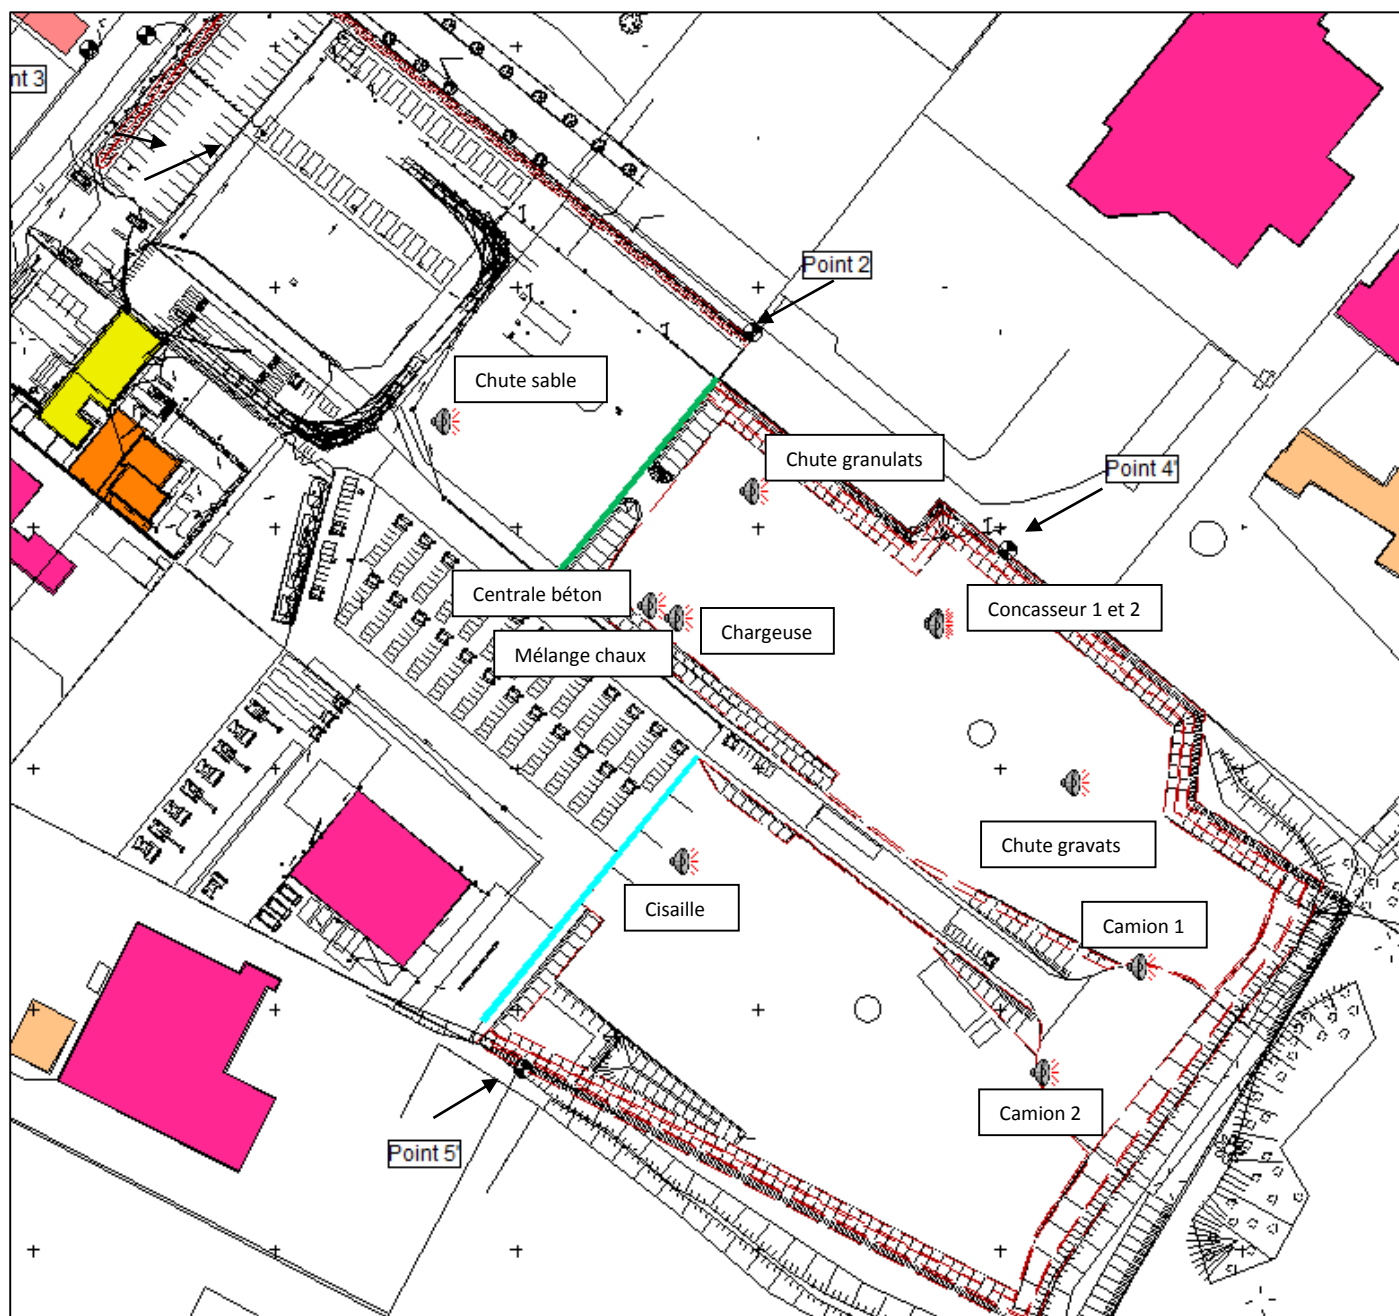 nt 3
Point 2
Chute sable
Chute granulats
Point 4'
Centrale béton
Concasseur 1 et 2
Chargeuse
Mélange chaux
Chute gravats
Cisaille
Camion 1
Camion 2
Point 5'